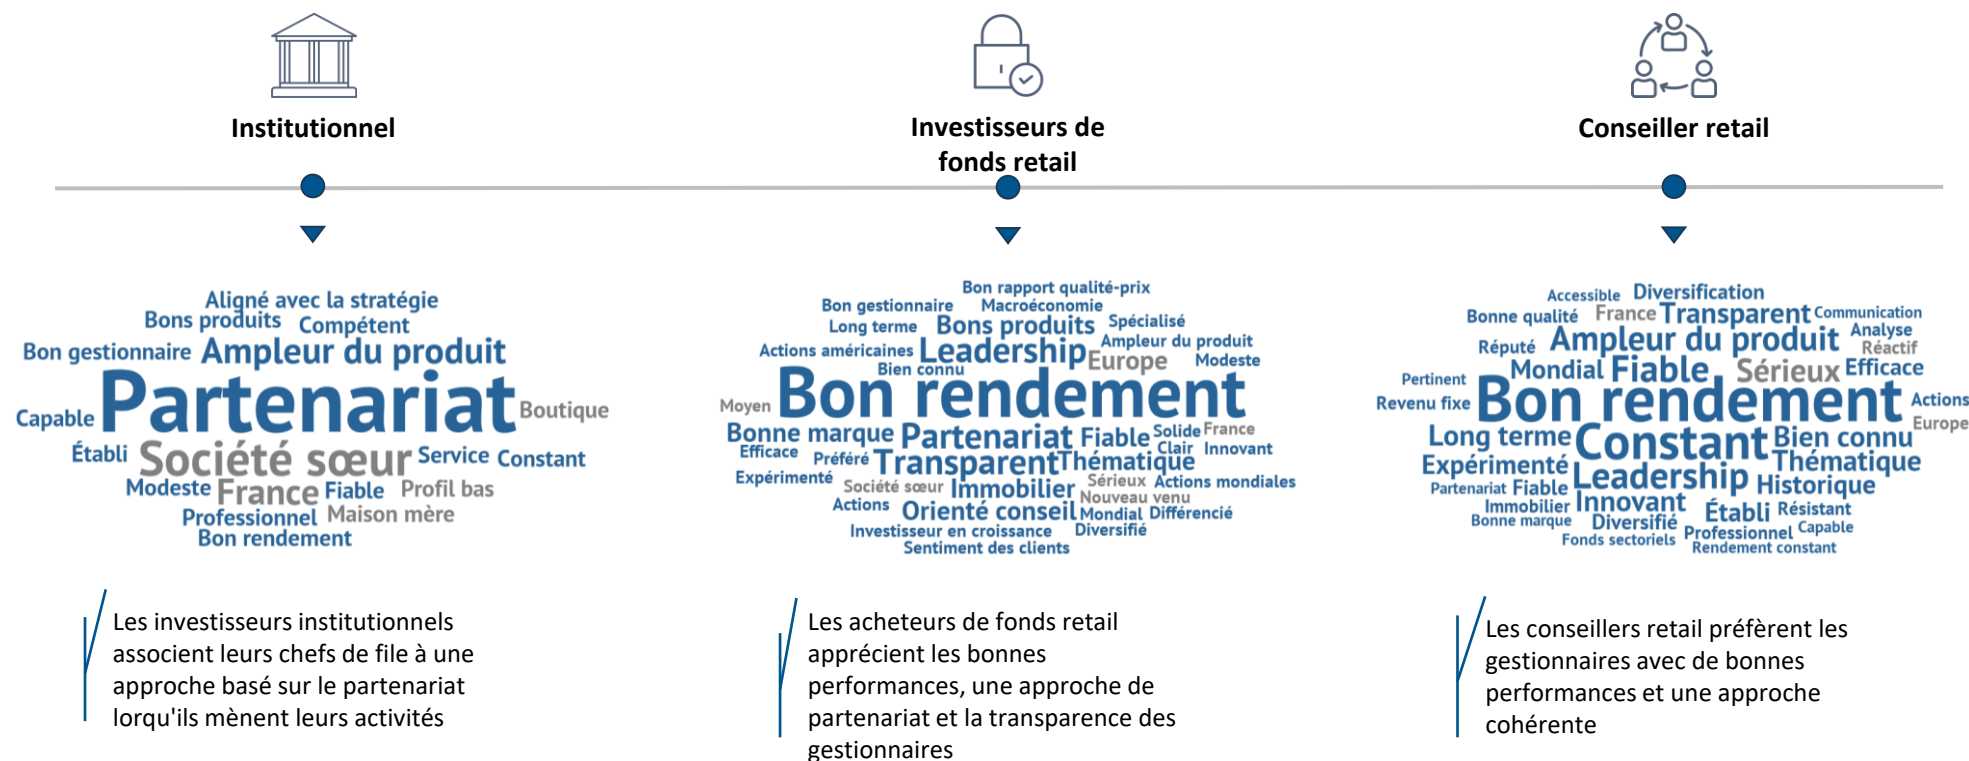 Institutionnel
Aligné avec la stratégie
Bons produits Compétent
Bon gestionnaire Ampleur du produit
Partenariat
Capable
Boutique
Établi Société sœur Service Constant
Modeste France Fiable Profil bas
Professionnel Maison mère
Bon rendement
Les investisseurs institutionnels
associent leurs chefs de file à une
approche basé sur le partenariat
lorqu'ils mènent leurs activités
Investisseurs de
fonds retail
Bon rapport qualité-prix
Bon gestionnaire Macroéconomie
Long terme Bons produits Spécialisé
Actions américaines Leadership Ampleur du produit
Bien connu Europe Modeste
Bon rendement
Moyen
Bonne marque Partenariat Fiable Solide France
Efficace Préféré Transparent Thématique Clair Innovant
Expérimenté Société sœur Immobilier Sérieux Actions mondiales
Nouveau venu
Actions Orienté conseil Mondial Différencié
Investisseur en croissance Diversifié
Sentiment des clients
Les acheteurs de fonds retail
apprécient les bonnes
performances, une approche de
partenariat et la transparence des
gestionnaires
Conseiller retail
Accessible Diversification
Bonne qualité France Transparent Communication
Réputé Ampleur du produit Analyse
Réactif
Mondial Fiable Sérieux Efficace
Pertinent
Revenu fixe Bon rendement Actions
Europe
Long terme Constant Bien connu
Expérimenté Leadership Thématique
Partenariat Fiable Historique
Immobilier Innovant Établi Résistant
Bonne marque Diversifié Professionnel Capable
Fonds sectoriels Rendement constant
Les conseillers retail préfèrent les
gestionnaires avec de bonnes
performances et une approche
cohérente